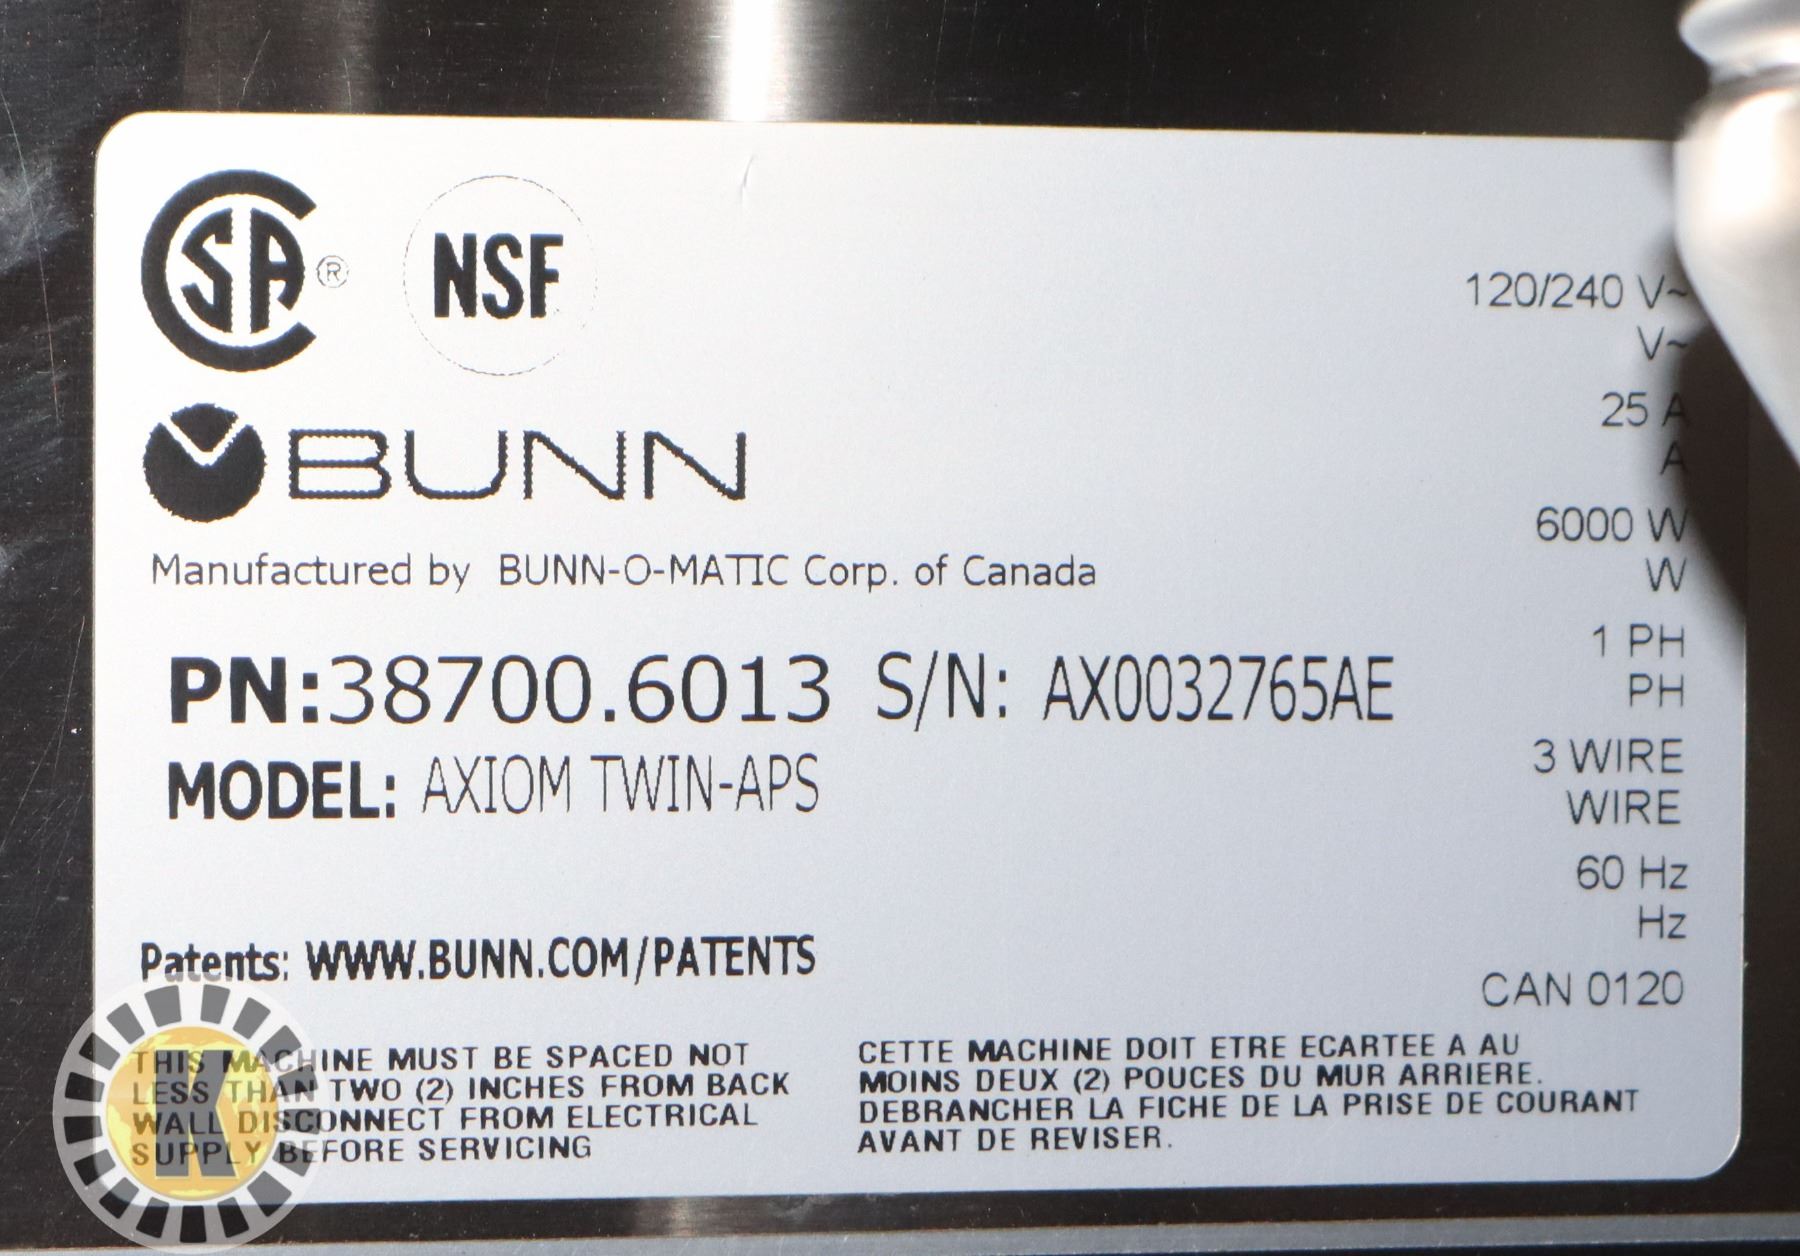 CSA®
NSF
BUNN
Manufactured by BUNN-O-MATIC Corp. of Canada
PN:38700.6013 S/N: AX0032765AE
MODEL: AXIOM TWIN-APS
Patents: WWW.BUNN.COM/PATENTS
THIS MACHINE MUST BE SPACED NOT
LESS THAN TWO (2) INCHES FROM BACK
WALL DISCONNECT FROM ELECTRICAL
SUPPLY BEFORE SERVICING
K
CETTE MACHINE DOIT ETRE ECARTEE A AU
MOINS DEUX (2) POUCES DU MUR ARRIERE.
DEBRANCHER LA FICHE DE LA PRISE DE COURANT
AVANT DE REVISER.
120/240 V~
V~
25 A
A
6000 W
W
1 PH
PH
3 WIRE
WIRE
60 Hz
Hz
CAN 0120